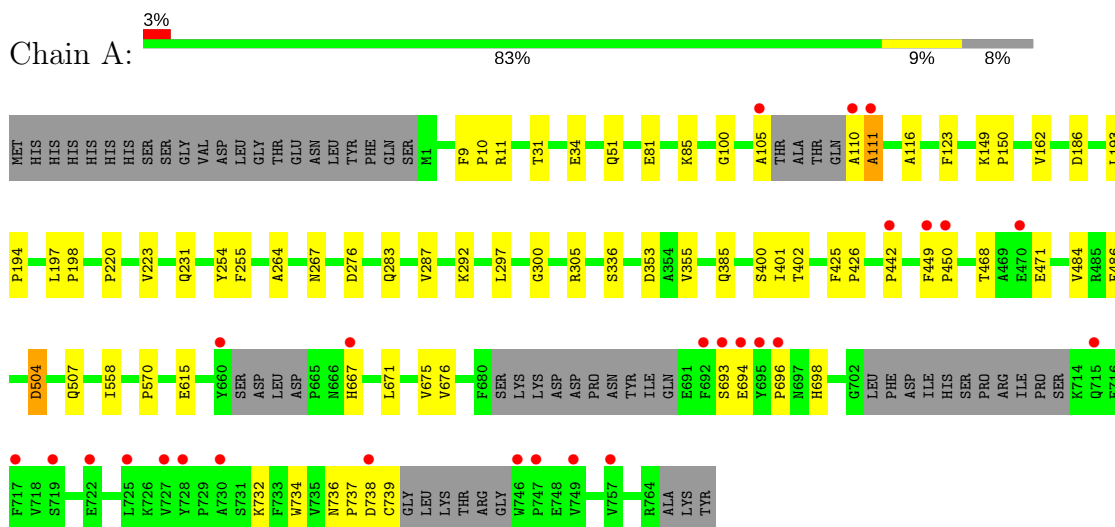 3%
Chain A:
83% 9% 8%
MET HIS HIS HIS HIS HIS HIS SER SER GLY VAL ASP LEU GLY THR GLU ASN LEU TYR PHE GLN SER M1 F9 P10 R11 T31 E34 Q51 E81 K85 G100 A105 THR ALA THR GLN A110 A111 A116 F123 K149 P150 V162 D186 L193
P194 L197 P198 P220 V223 Q231 Y254 F255 A264 N267 D276 Q283 V287 K292 L297 G300 R305 S336 D353 A354 V355 Q385 S400 I401 T402 F425 P426 P442 F449 P450 T468 A469 E470 E471 V484 R485 E486
D504 Q507 I558 P570 E615 Y660 SER ASP LEU ASP P665 N666 H667 L671 V675 V676 F680 SER LYS LYS ASP ASP PRO ASN TYR ILE GLN E691 F692 S693 E694 Y695 P696 N697 H698 G702 LEU PHE ASP ILE HIS SER PRO ARG ILE PRO SER K714 Q715 E716
F717 V718 S719 E722 L725 K726 V727 Y728 P729 A730 S731 K732 F733 W734 V735 N736 P737 D738 C739 GLY LEU LYS THR ARG GLY W746 P747 E748 V749 V757 R764 ALA LYS TYR